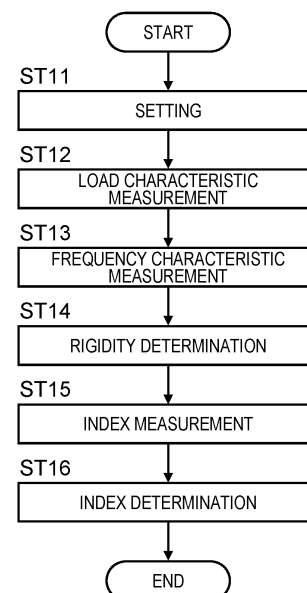 START
ST11
SETTING
ST12
LOAD CHARACTERISTIC
MEASUREMENT
ST13
FREQUENCY CHARACTERISTIC
MEASUREMENT
ST14
RIGIDITY DETERMINATION
ST15
INDEX MEASUREMENT
ST16
INDEX DETERMINATION
END